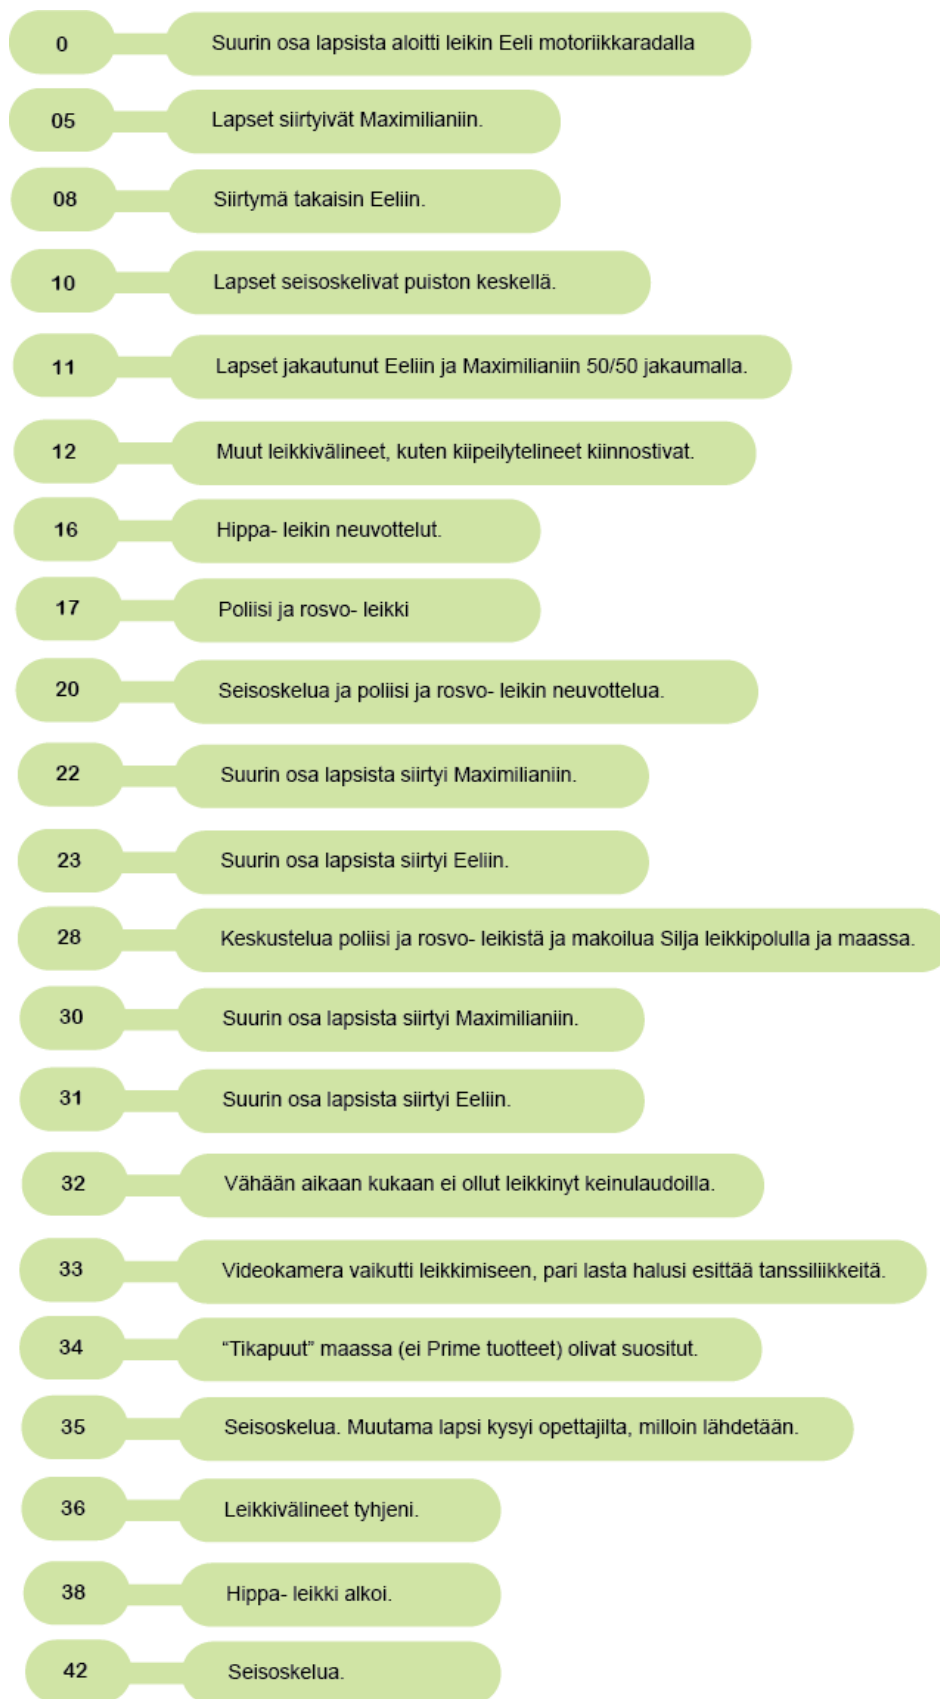 0 Suurin osa lapsista aloitti leikin Eeli motoriikkaradalla
05 Lapset siirtyivät Maximilianiin.
08 Siirtymä takaisin Eeliin.
10 Lapset seisoskelivat puiston keskellä.
11 Lapset jakautunut Eeliin ja Maximilianiin 50/50 jakaumalla.
12 Muut leikkivälineet, kuten kiipeilytelineet kiinnostivat.
16 Hippa- leikin neuvottelut.
17 Poliisi ja rosvo- leikki
20 Seisoskelua ja poliisi ja rosvo- leikin neuvottelua.
22 Suurin osa lapsista siirtyi Maximilianiin.
23 Suurin osa lapsista siirtyi Eeliin.
28 Keskustelua poliisi ja rosvo- leikistä ja makoilua Silja leikkipolulla ja maassa.
30 Suurin osa lapsista siirtyi Maximilianiin.
31 Suurin osa lapsista siirtyi Eeliin.
32 Vähään aikaan kukaan ei ollut leikkinyt keinulaudoilla.
33 Videokamera vaikutti leikkimiseen, pari lasta halusi esittää tanssiliikkeitä.
34 “Tikapuut” maassa (ei Prime tuotteet) olivat suositut.
35 Seisoskelua. Muutama lapsi kysyi opettajilta, milloin lähdetään.
36 Leikkivälineet tyhjeni.
38 Hippa- leikki alkoi.
42 Seisoskelua.